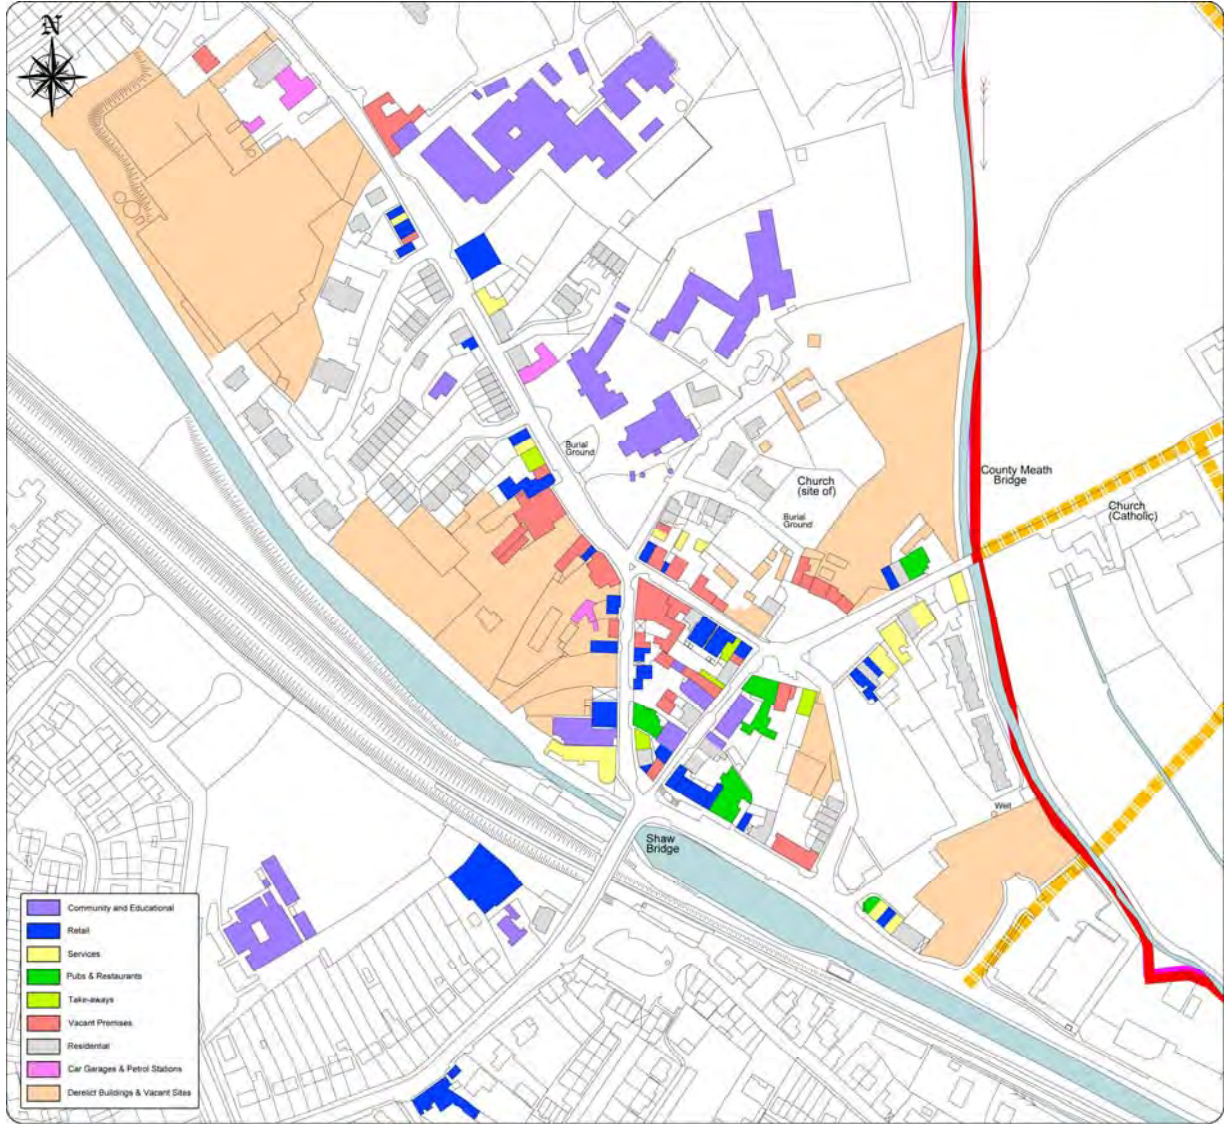 N
Burial
Ground
Church
(site of)
County Meath
Bridge
Church
(Catholic)
Burial
Ground
Well
Shaw
Bridge
Community and Educational
Retail
Services
Pubs & Restaurants
Take-aways
Vacant Premises
Residential
Car Garages & Petrol Stations
Derelict Buildings & Vacant Sites